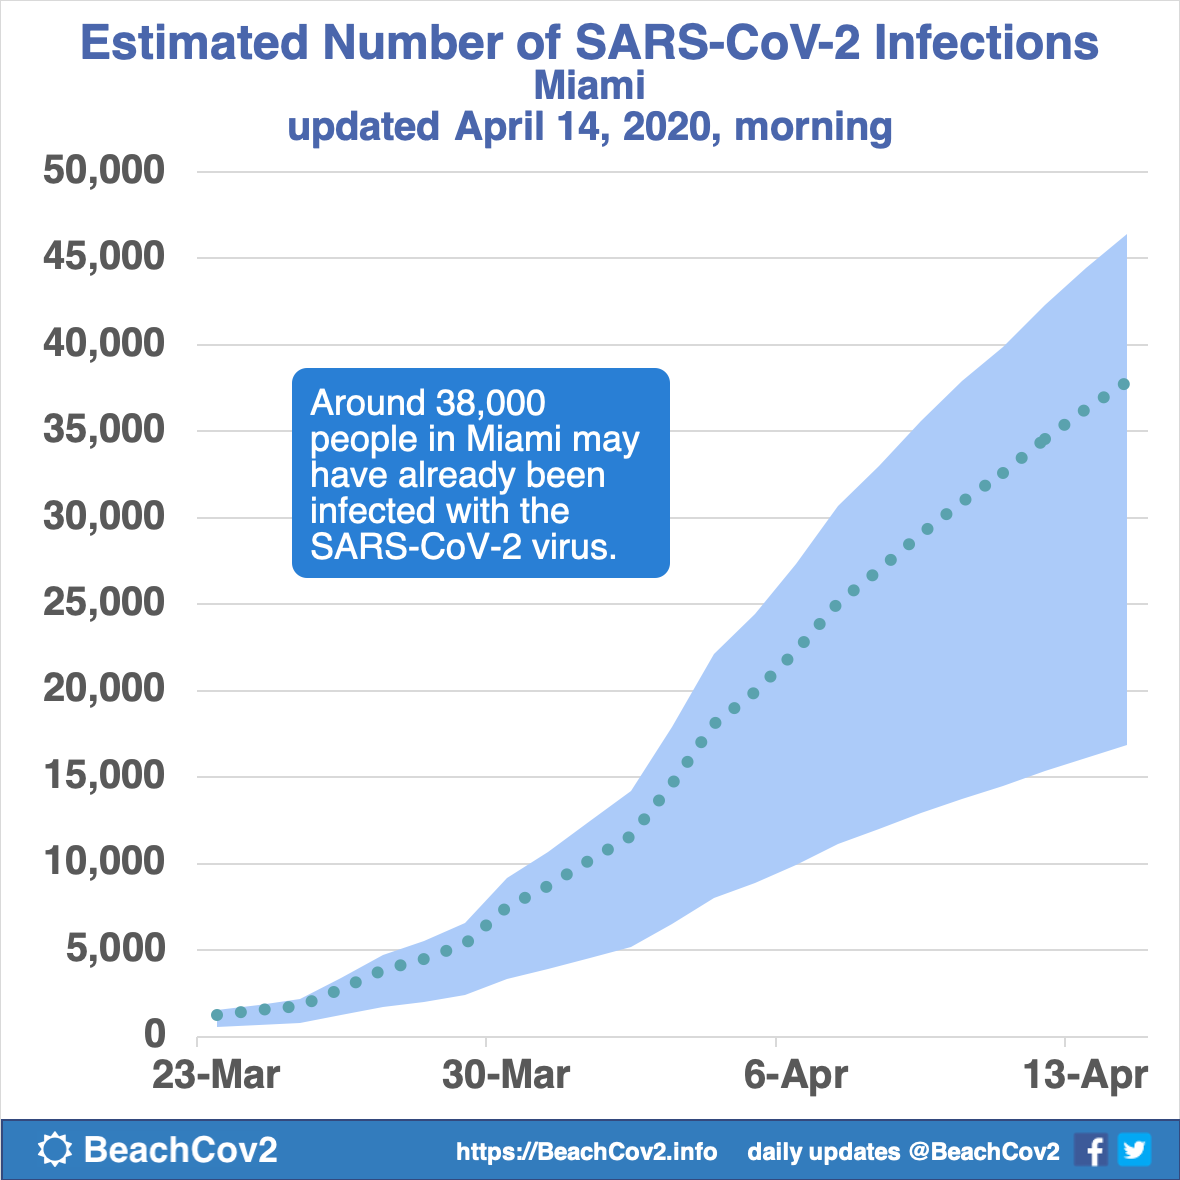 Estimated Number of SARS-CoV-2 Infections
Miami
updated April 14, 2020, morning
50,000
45,000
40,000
35,000
30,000
25,000
20,000
15,000
10,000
5,000
0
Around 38,000
people in Miami may
have already been
infected with the
SARS-CoV-2 virus.
23-Mar 30-Mar 6-Apr 13-Apr
BeachCov2 https://BeachCov2.info daily updates @BeachCov2